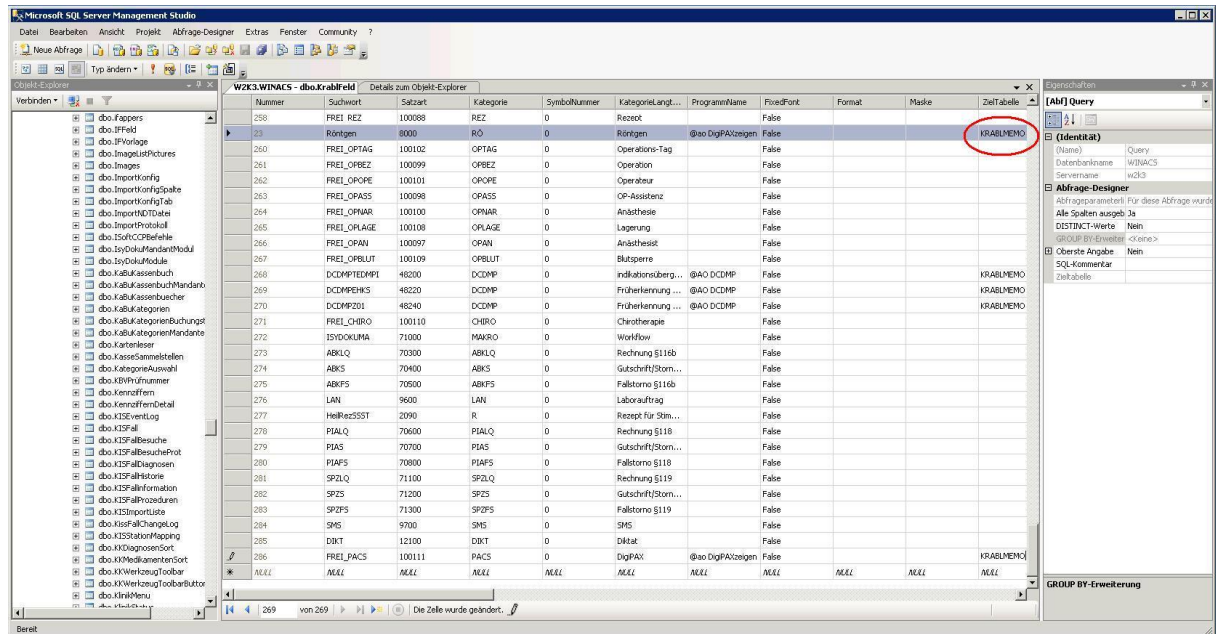 Microsoft SQL Server Management Studio
Datei Bearbeiten Ansicht Projekt Abfrage-Designer Extras Fenster Community ?
Neue Abfrage
Typ ändern
Objekt-Explorer
Verbinden
dbo.ifappers
dbo.IFFeld
dbo.IFVorlage
dbo.ImageListPictures
dbo.Images
dbo.ImportKonfig
dbo.ImportKonfigSpalte
dbo.ImportKonfigTab
dbo.ImportNDTDatei
dbo.ImportProtokoll
dbo.ISoftCCPBefehle
dbo.IsyDokuMandantModul
dbo.IsyDokuModule
dbo.KaBuKassenbuch
dbo.KaBuKassenbuchMandant
dbo.KaBuKassenbuecher
dbo.KaBuKategorien
dbo.KaBuKategorienBuchungst
dbo.KaBuKategorienMandante
dbo.Kartenleser
dbo.KasseSammelstellen
dbo.KategorieAuswahl
dbo.KBVPrüfnummer
dbo.Kennziffern
dbo.KennziffernDetail
dbo.KISEventLog
dbo.KISFall
dbo.KISFallBesuche
dbo.KISFallBesucheProt
dbo.KISFallDiagnosen
dbo.KISFallHistorie
dbo.KISFallinformation
dbo.KISFallProzeduren
dbo.KISImportListe
dbo.KissFallChangeLog
dbo.KISStationMapping
dbo.KKDiagnosenSort
dbo.KKMedikamentenSort
dbo.KKWerkzeugToolbar
dbo.KKWerkzeugToolbarButtor
dbo.KlinikMenu
dbo.KlinikStatus
W2K3.WINACS - dbo.KrablFeld Details zum Objekt-Explorer
Nummer Suchwort Satzart Kategorie SymbolNummer KategorieLangt... ProgrammName FixedFont Format Maske ZielTabelle
258 FREI REZ 100088 REZ 0 Rezept False
23 Röntgen 8000 RÖ 0 Röntgen @ao DigiPAXzeigen False KRABLMEMO
260 FREI_OPTAG 100102 OPTAG 0 Operations-Tag False
261 FREI_OPBEZ 100099 OPBEZ 0 Operation False
262 FREI_OPOPE 100101 OPOPE 0 Operateur False
263 FREI_OPASS 100098 OPASS 0 OP-Assistenz False
264 FREI_OPNAR 100100 OPNAR 0 Anästhesie False
265 FREI_OPLAGE 100108 OPLAGE 0 Lagerung False
266 FREI_OPAN 100097 OPAN 0 Anästhesist False
267 FREI_OPBLUT 100109 OPBLUT 0 Blutsperre False
268 DCDMPTEDMPI 48200 DCDMP 0 indikationsüberg... @AO DCDMP False KRABLMEMO
269 DCDMPEHKS 48220 DCDMP 0 Früherkennung ... @AO DCDMP False KRABLMEMO
270 DCDMPZ01 48240 DCDMP 0 Früherkennung ... @AO DCDMP False KRABLMEMO
271 FREI_CHIRO 100110 CHIRO 0 Chirotherapie False
272 ISYDOKUMA 71000 MAKRO 0 Workflow False
273 ABKLQ 70300 ABKLQ 0 Rechnung §116b False
274 ABKS 70400 ABKS 0 Gutschrift/Storn... False
275 ABKFS 70500 ABKFS 0 Fallstorno §116b False
276 LAN 9600 LAN 0 Laborauftrag False
277 HeilRezSSST 2090 R 0 Rezept für Stim... False
278 PIALQ 70600 PIALQ 0 Rechnung §118 False
279 PIAS 70700 PIAS 0 Gutschrift/Storn... False
280 PIAFS 70800 PIAFS 0 Fallstorno §118 False
281 SPZLQ 71100 SPZLQ 0 Rechnung §119 False
282 SPZS 71200 SPZS 0 Gutschrift/Storn... False
283 SPZFS 71300 SPZFS 0 Fallstorno §119 False
284 SMS 9700 SMS 0 SMS False
285 DIKT 12100 DIKT 0 Diktat False
286 FREI_PACS 100111 PACS 0 DigiPAX @ao DigiPAXzeigen False KRABLMEMO
NULL NULL NULL NULL NULL NULL NULL NULL NULL NULL NULL
269 von 269 Die Zelle wurde geändert.
Eigenschaften
[Abf] Query
(Identität)
(Name) Query
Datenbankname WINACS
Servername w2k3
Abfrage-Designer
Abfrageparameterli Für diese Abfrage wurde
Alle Spalten ausgeb Ja
DISTINCT-Werte Nein
GROUP BY-Erweiter <Keine>
Oberste Angabe Nein
SQL-Kommentar
Zieltabelle
GROUP BY-Erweiterung
Bereit